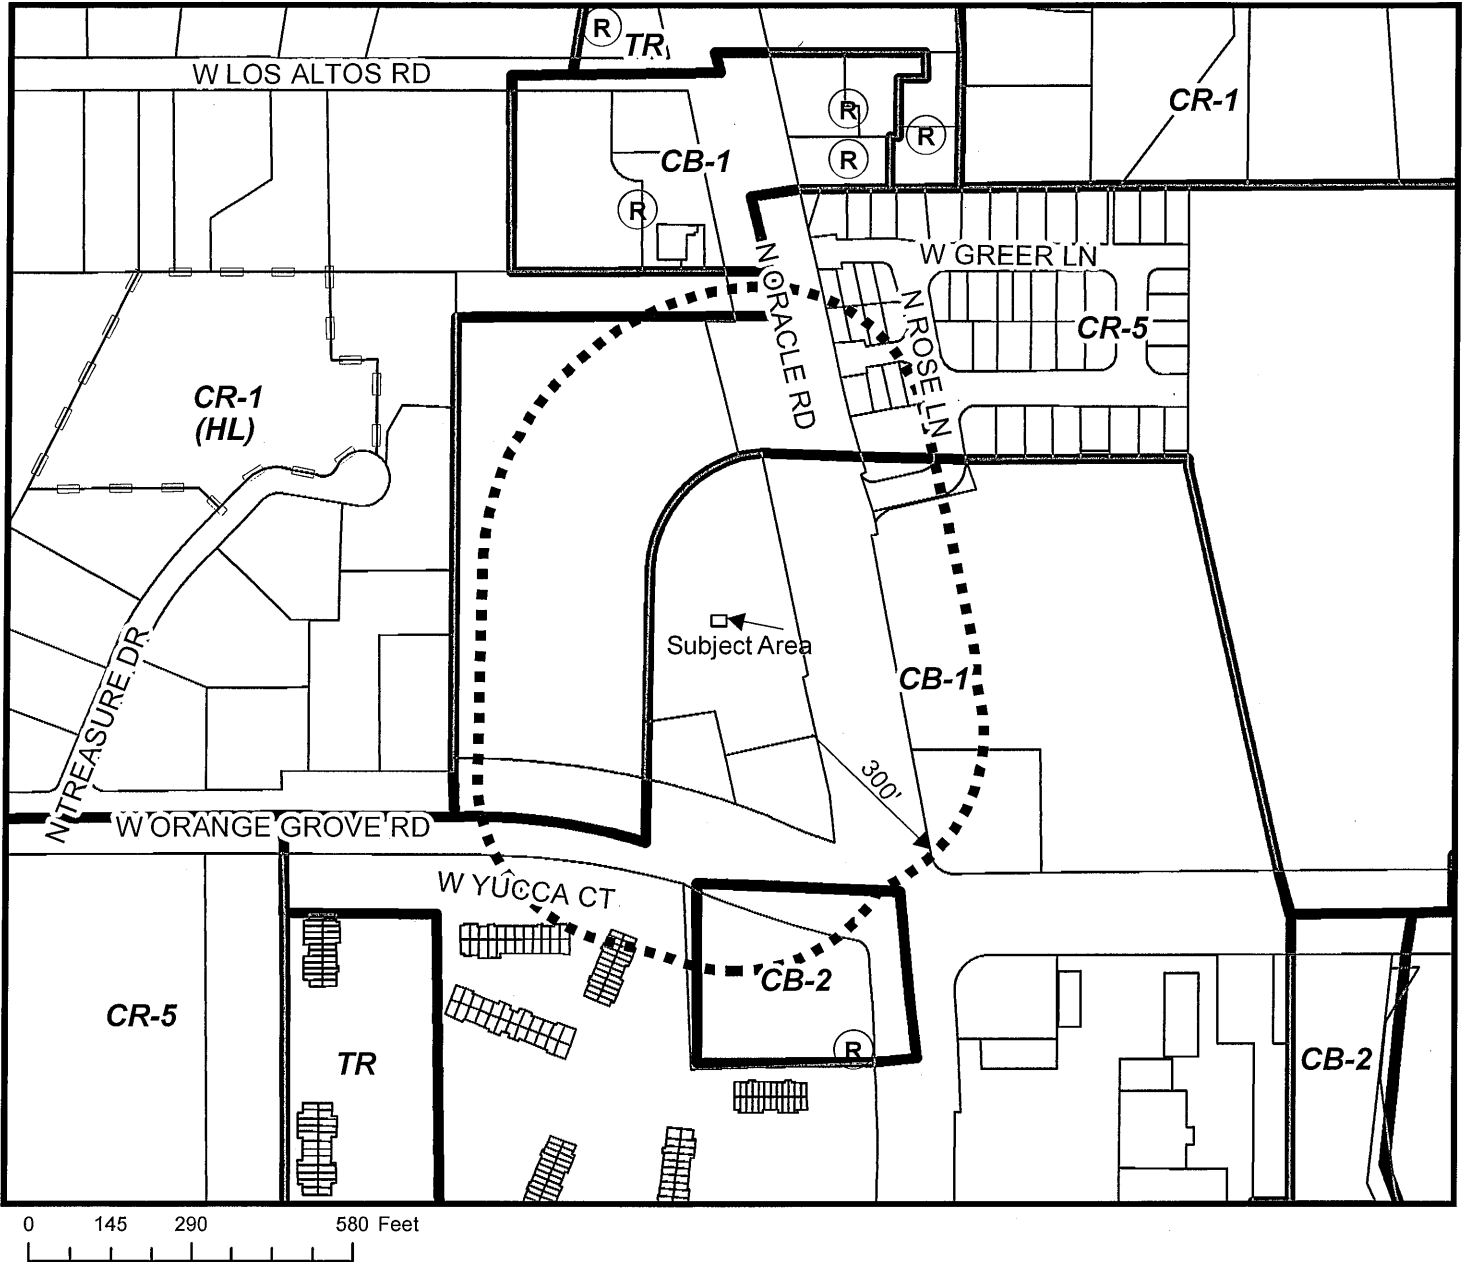 R
TR
W LOS ALTOS RD
CR-1
R
R
CB-1
R
R
W GREER LN
N ORACLE RD
N ROSE LN
CR-5
CR-1
(HL)
Subject Area
CB-1
N TREASURE DR
300'
W ORANGE GROVE RD
W YUCCA CT
CB-2
CR-5
R
TR
CB-2
0 145 290 580 Feet